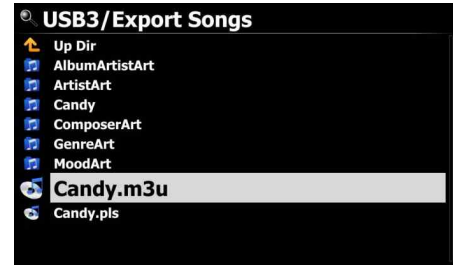 USB3/Export Songs
Up Dir
AlbumArtistArt
ArtistArt
Candy
ComposerArt
GenreArt
MoodArt
Candy.m3u
Candy.pls